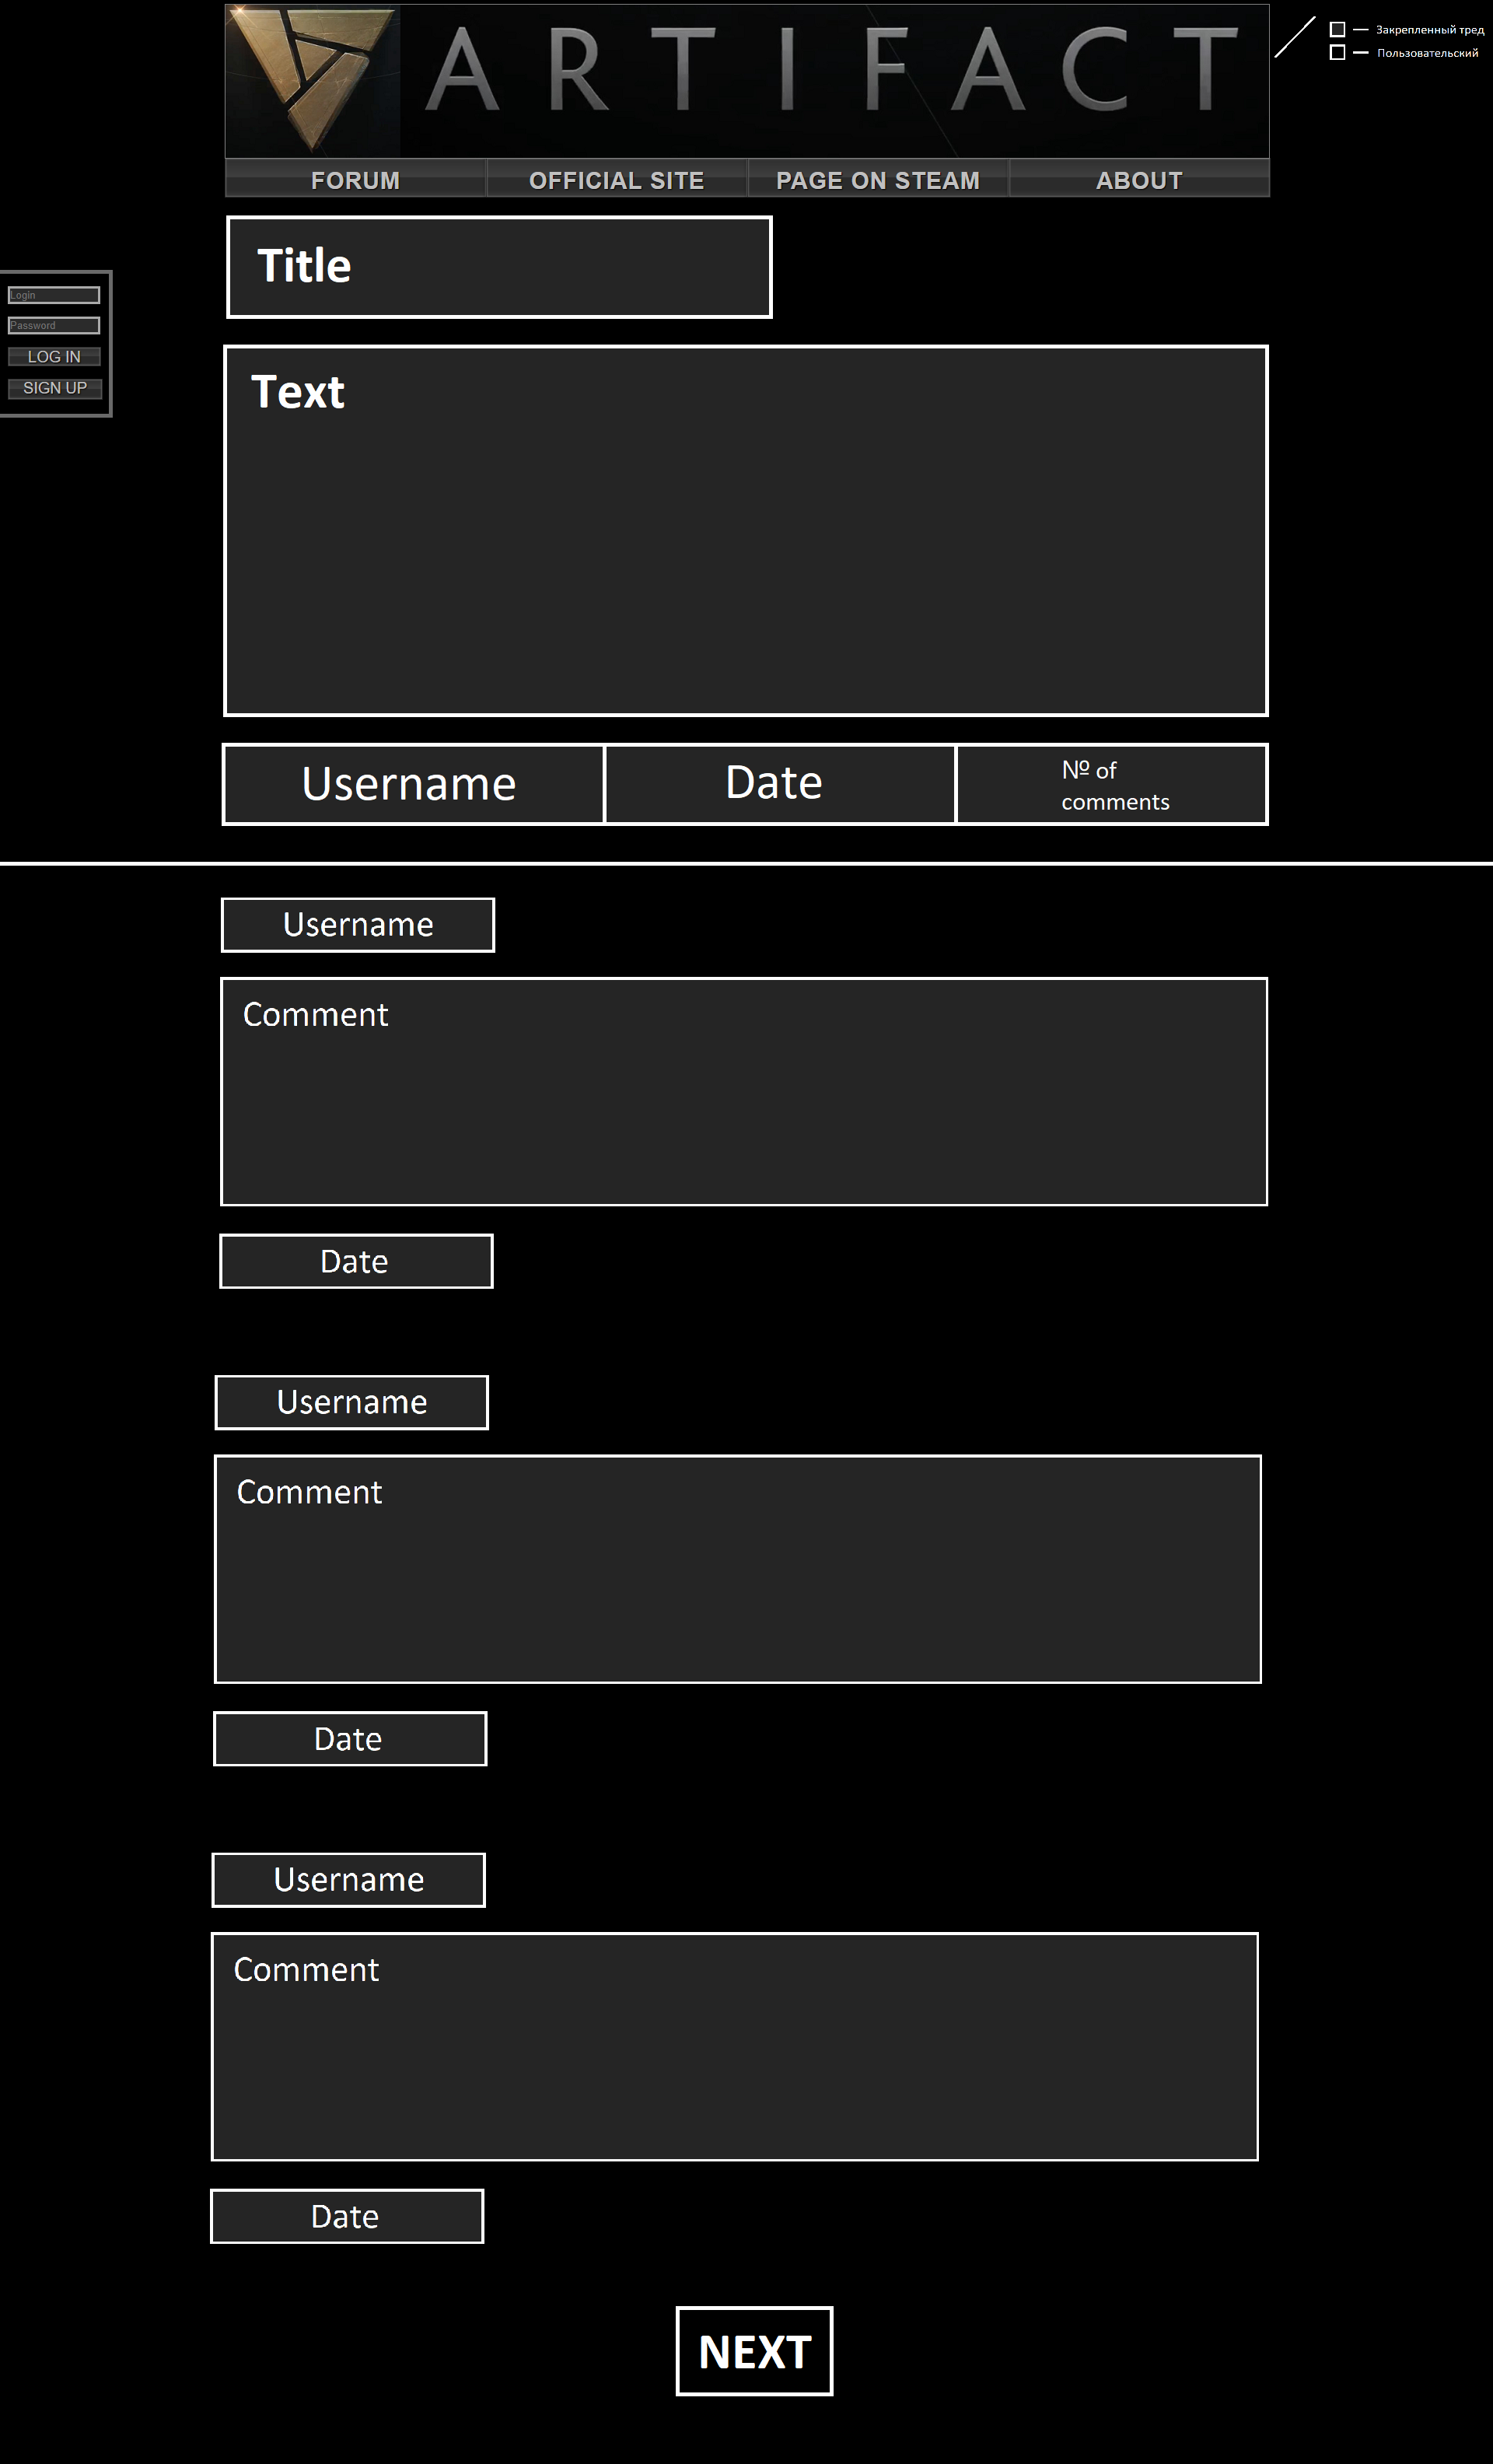 ARTIFACT
Закрепленный тред
Пользовательский
FORUM OFFICIAL SITE PAGE ON STEAM ABOUT
Title
Login
Password
LOG IN
SIGN UP
Text
Username Date № of
comments
Username
Comment
Date
Username
Comment
Date
Username
Comment
Date
NEXT